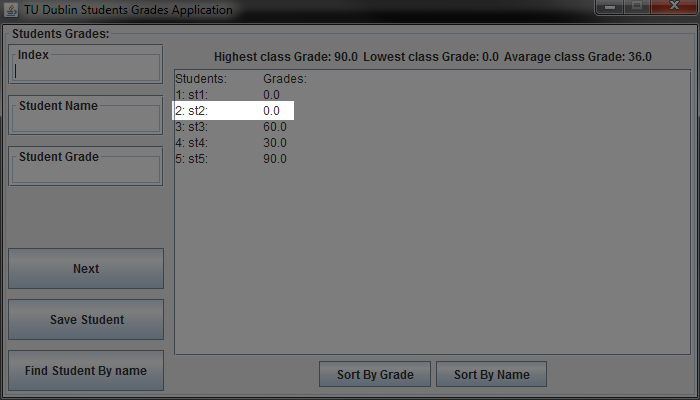 TU Dublin Students Grades Application
Students Grades:
Index
Student Name
Student Grade
Next
Save Student
Find Student By name
Highest class Grade: 90.0 Lowest class Grade: 0.0 Avarage class Grade: 36.0
Students: Grades:
1: st1: 0.0
2: st2: 0.0
3: st3: 60.0
4: st4: 30.0
5: st5: 90.0
Sort By Grade Sort By Name